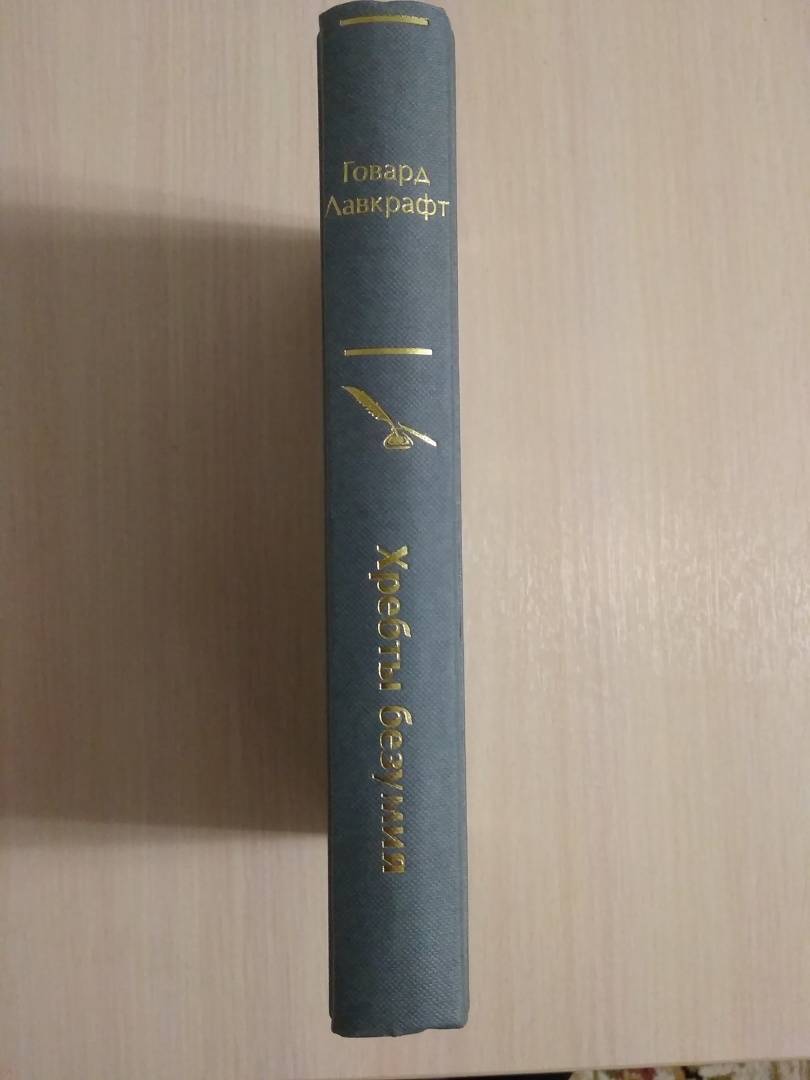 Говард
Лавкрафт
Хребты безумия